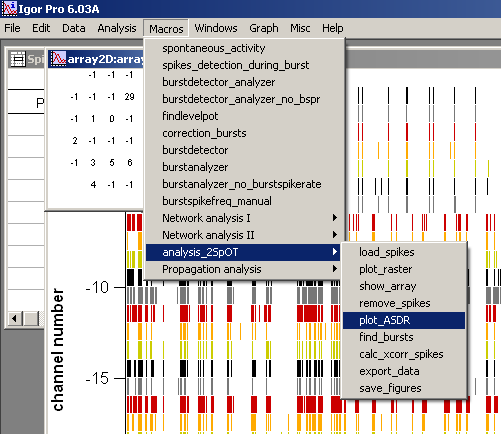 Igor Pro 6.03A
File Edit Data Analysis Macros Windows Graph Misc Help
array2D:array
-1 -1 -1
-1 -1 29
-1 1 0 -1
2 -1 -1 -1
-1 3 5 6
4 -1 -1
spontaneous_activity
spikes_detection_during_burst
burstdetector_analyzer
burstdetector_analyzer_no_bspr
findlevelpot
correction_bursts
burstdetector
burstanalyzer
burstanalyzer_no_burstspikerate
burstspikefreq_manual
Network analysis I
Network analysis II
analysis_2SpOT
Propagation analysis
load_spikes
plot_raster
show_array
remove_spikes
plot_ASDR
find_bursts
calc_xcorr_spikes
export_data
save_figures
channel number
-10
-15